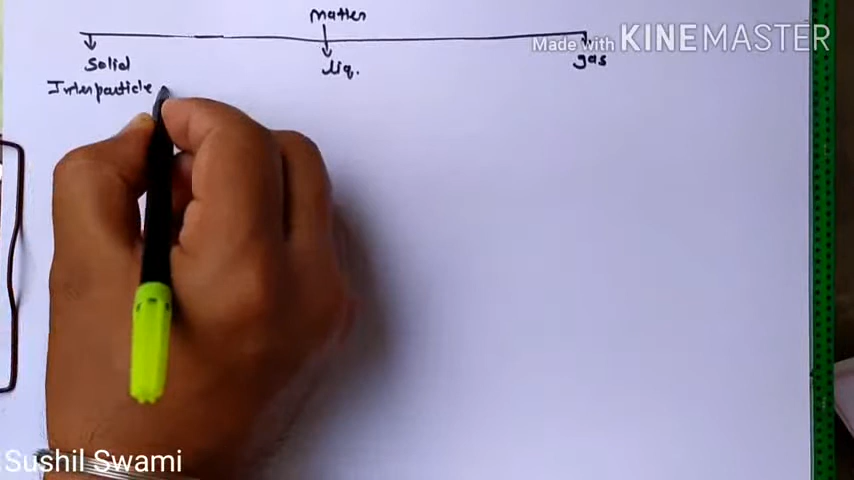 Matter
Solid
liq.
gas
Interparticle
Made with KINEMASTER
Sushil Swami